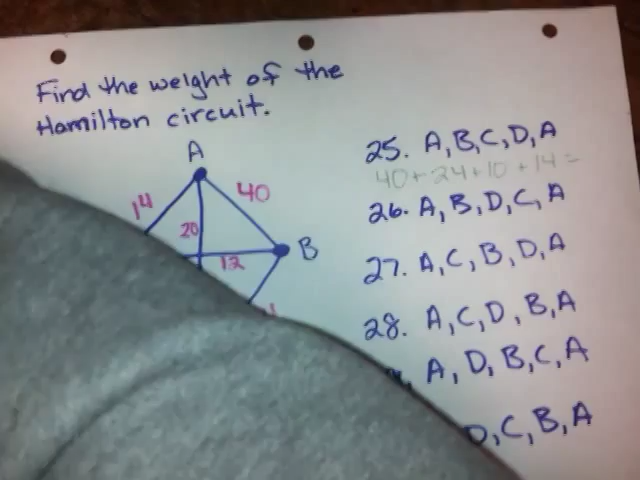 Find the weight of the
Hamilton circuit.
A
14
40
20
12
B
25. A, B, C, D, A
40 + 24 + 10 + 14 =
26. A, B, D, C, A
27. A, C, B, D, A
28. A, C, D, B, A
A, D, B, C, A
D, C, B, A